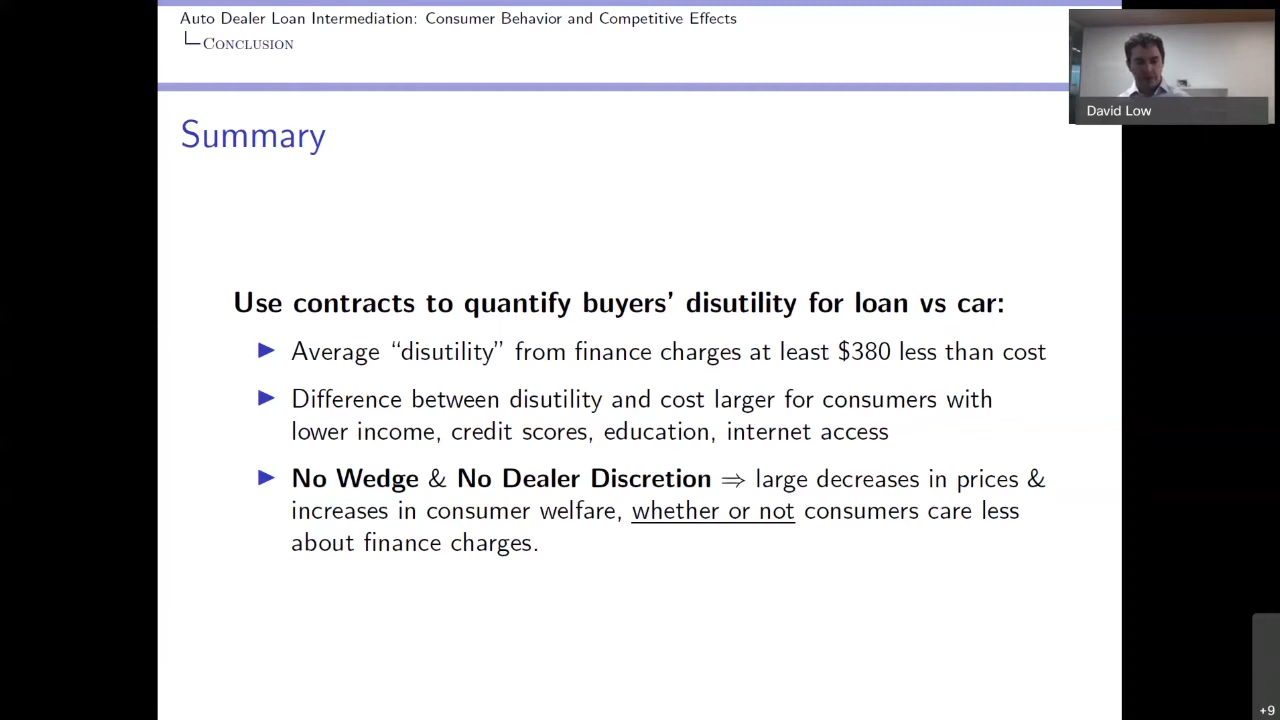 Auto Dealer Loan Intermediation: Consumer Behavior and Competitive Effects
Conclusion
David Low
Summary
Use contracts to quantify buyers' disutility for loan vs car:
Average “disutility” from finance charges at least $380 less than cost
Difference between disutility and cost larger for consumers with
lower income, credit scores, education, internet access
No Wedge & No Dealer Discretion ⇒ large decreases in prices &
increases in consumer welfare, whether or not consumers care less
about finance charges.
+9